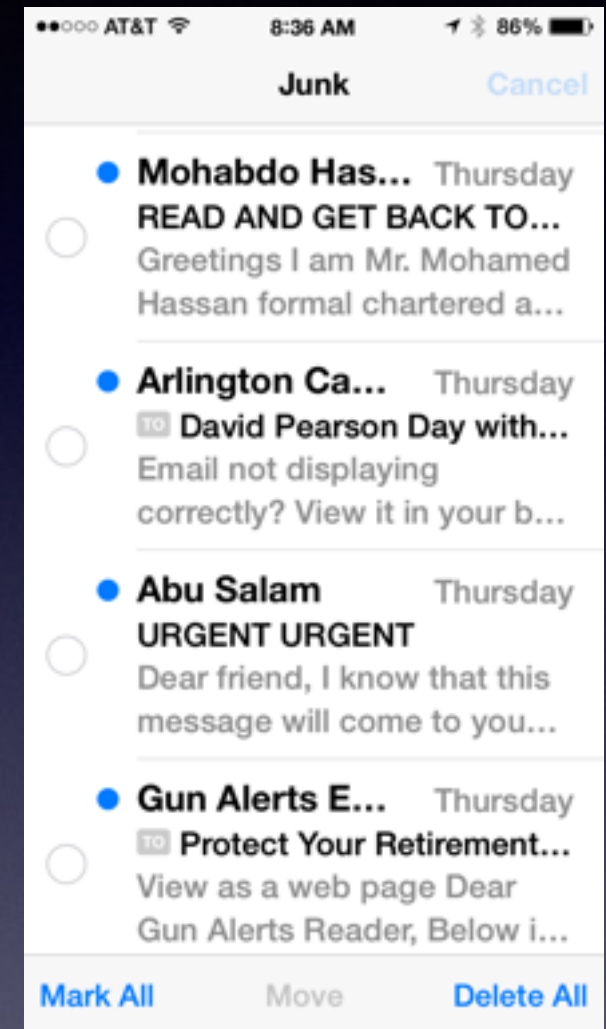 AT&T 8:36 AM 86%
Junk Cancel
Mohabdo Has... Thursday
READ AND GET BACK TO...
Greetings I am Mr. Mohamed
Hassan formal chartered a...
Arlington Ca... Thursday
TO David Pearson Day with...
Email not displaying
correctly? View it in your b...
Abu Salam Thursday
URGENT URGENT
Dear friend, I know that this
message will come to you...
Gun Alerts E... Thursday
TO Protect Your Retirement...
View as a web page Dear
Gun Alerts Reader, Below i...
Mark All Move Delete All